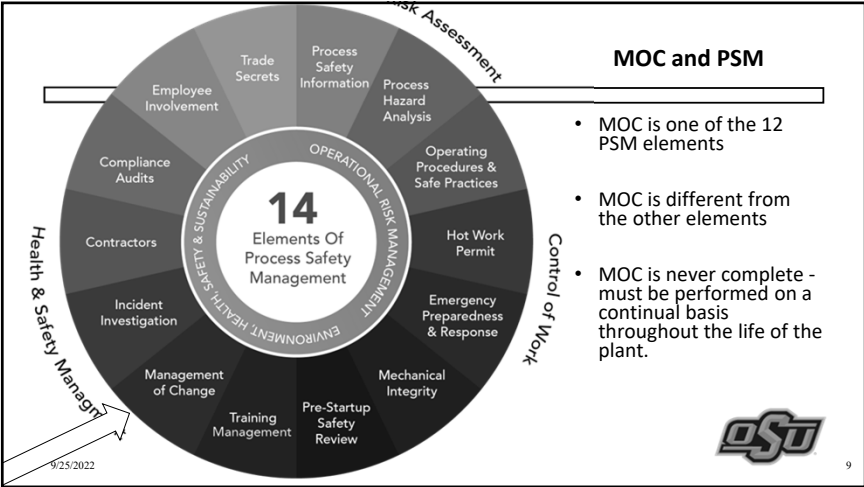 MOC and PSM
Risk Assessment
Trade
Secrets
Process
Safety
Information
Employee
Involvement
Process
Hazard
Analysis
Compliance
Audits
Operating
Procedures &
Safe Practices
Contractors
Hot Work
Permit
Incident
Investigation
Emergency
Preparedness
& Response
Management
of Change
Mechanical
Integrity
Training
Management
Pre-Startup
Safety
Review
OPERATIONAL RISK MANAGEMENT
ENVIRONMENT, HEALTH, SAFETY & SUSTAINABILITY
14
Elements Of
Process Safety
Management
Health & Safety Managm
Control of Work
• MOC is one of the 12
PSM elements
• MOC is different from
the other elements
• MOC is never complete -
must be performed on a
continual basis
throughout the life of the
plant.
OSU
9/25/2022
9